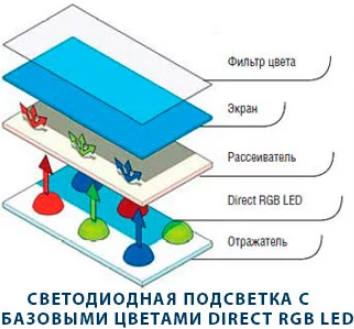 Фильтр цвета
Экран
Рассеиватель
Direct RGB LED
Отражатель
СВЕТОДИОДНАЯ ПОДСВЕТКА С
БАЗОВЫМИ ЦВЕТАМИ DIRECT RGB LED